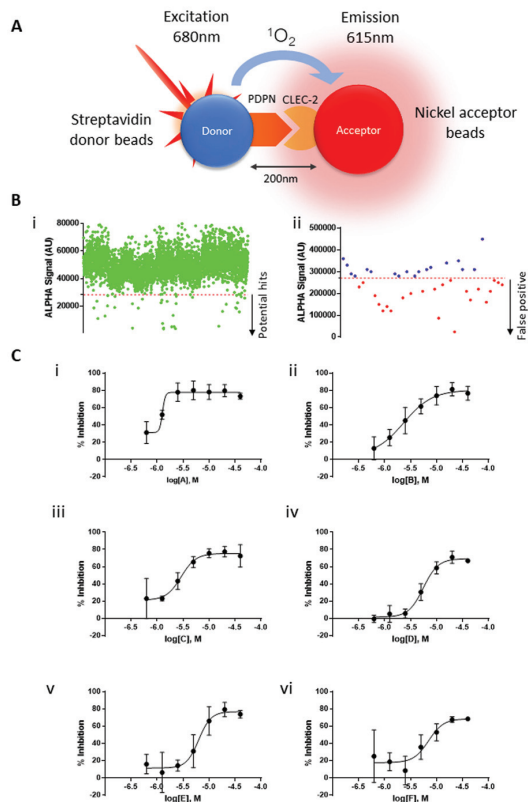 A
Excitation
680nm
Emission
615nm
¹O₂
PDPN
CLEC-2
Streptavidin
donor beads
Donor
Acceptor
Nickel acceptor
beads
200nm
B
i
80000
60000
40000
20000
ALPHA Signal (AU)
Potential hits
ii
500000
400000
300000
200000
100000
0
ALPHA Signal (AU)
False positive
C
i
100
80
60
40
20
0
-20
% Inhibition
-6.5 -6.0 -5.5 -5.0 -4.5 -4.0
log[A], M
ii
100
80
60
40
20
0
-20
% Inhibition
-6.5 -6.0 -5.5 -5.0 -4.5 -4.0
log[B], M
iii
100
80
60
40
20
0
-20
% Inhibition
-6.5 -6.0 -5.5 -5.0 -4.5 -4.0
log[C], M
iv
100
80
60
40
20
0
-20
% Inhibition
-6.5 -6.0 -5.5 -5.0 -4.5 -4.0
log[D], M
v
100
80
60
40
20
0
-20
% Inhibition
-6.5 -6.0 -5.5 -5.0 -4.5 -4.0
log[E], M
vi
100
80
60
40
20
0
-20
% Inhibition
-6.5 -6.0 -5.5 -5.0 -4.5 -4.0
log[F], M